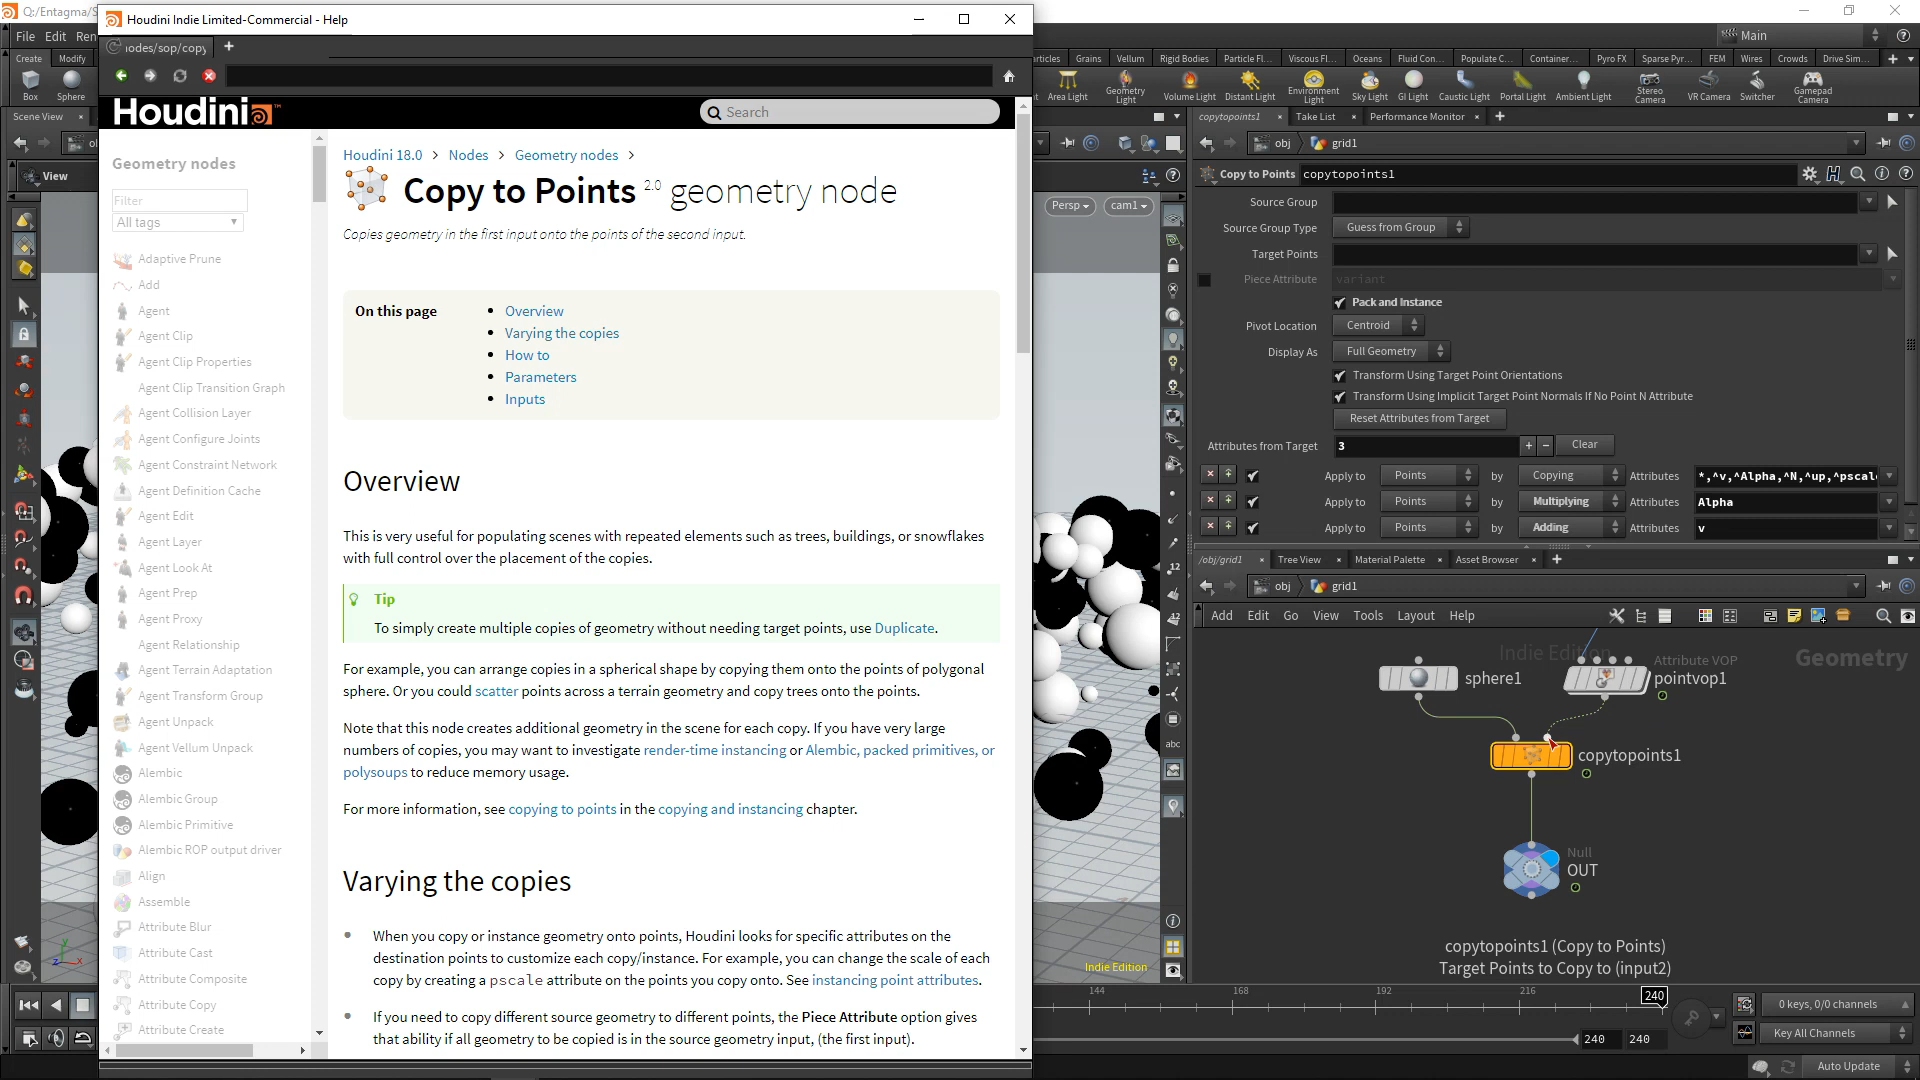 Q:/Entagma/S
Houdini Indie Limited-Commercial - Help
File Edit Ren
Main
nodes/sop/copy
Create Modify
rticles Grains Vellum Rigid Bodies Particle Fl... Viscous Fl... Oceans Fluid Con... Populate C... Container... Pyro FX Sparse Pyr... FEM Wires Crowds Drive Sim...
Box Sphere
Area Light Geometry Light Volume Light Distant Light Environment Light Sky Light GI Light Caustic Light Portal Light Ambient Light Stereo Camera VR Camera Switcher Gamepad Camera
Houdini
Search
Scene View
copytopoints1 Take List Performance Monitor
obj grid1
View
Persp cam1
Geometry nodes
Filter
All tags
Adaptive Prune
Add
Agent
Agent Clip
Agent Clip Properties
Agent Clip Transition Graph
Agent Collision Layer
Agent Configure Joints
Agent Constraint Network
Agent Definition Cache
Agent Edit
Agent Layer
Agent Look At
Agent Prep
Agent Proxy
Agent Relationship
Agent Terrain Adaptation
Agent Transform Group
Agent Unpack
Agent Vellum Unpack
Alembic
Alembic Group
Alembic Primitive
Alembic ROP output driver
Align
Assemble
Attribute Blur
Attribute Cast
Attribute Composite
Attribute Copy
Attribute Create
Houdini 18.0 > Nodes > Geometry nodes >
Copy to Points 2.0 geometry node
Copies geometry in the first input onto the points of the second input.
On this page
• Overview
• Varying the copies
• How to
• Parameters
• Inputs
Overview
This is very useful for populating scenes with repeated elements such as trees, buildings, or snowflakes
with full control over the placement of the copies.
Tip
To simply create multiple copies of geometry without needing target points, use Duplicate.
For example, you can arrange copies in a spherical shape by copying them onto the points of polygonal
sphere. Or you could scatter points across a terrain geometry and copy trees onto the points.
Note that this node creates additional geometry in the scene for each copy. If you have very large
numbers of copies, you may want to investigate render-time instancing or Alembic, packed primitives, or
polysoups to reduce memory usage.
For more information, see copying to points in the copying and instancing chapter.
Varying the copies
• When you copy or instance geometry onto points, Houdini looks for specific attributes on the
destination points to customize each copy/instance. For example, you can change the scale of each
copy by creating a pscale attribute on the points you copy onto. See instancing point attributes.
• If you need to copy different source geometry to different points, the Piece Attribute option gives
that ability if all geometry to be copied is in the source geometry input, (the first input).
Copy to Points copytopoints1
Source Group
Source Group Type Guess from Group
Target Points
Piece Attribute variant
Pack and Instance
Pivot Location Centroid
Display As Full Geometry
Transform Using Target Point Orientations
Transform Using Implicit Target Point Normals If No Point N Attribute
Reset Attributes from Target
Attributes from Target 3 + − Clear
Apply to Points by Copying Attributes *,^v,^Alpha,^N,^up,^pscal
Apply to Points by Multiplying Attributes Alpha
Apply to Points by Adding Attributes v
/obj/grid1 Tree View Material Palette Asset Browser
obj grid1
Add Edit Go View Tools Layout Help
Indie Edition
Geometry
sphere1
Attribute VOP
pointvop1
copytopoints1
Null
OUT
copytopoints1 (Copy to Points)
Target Points to Copy to (input2)
Indie Edition
abc
12
144 168 192 216 240
240 240
0 keys, 0/0 channels
Key All Channels
Auto Update